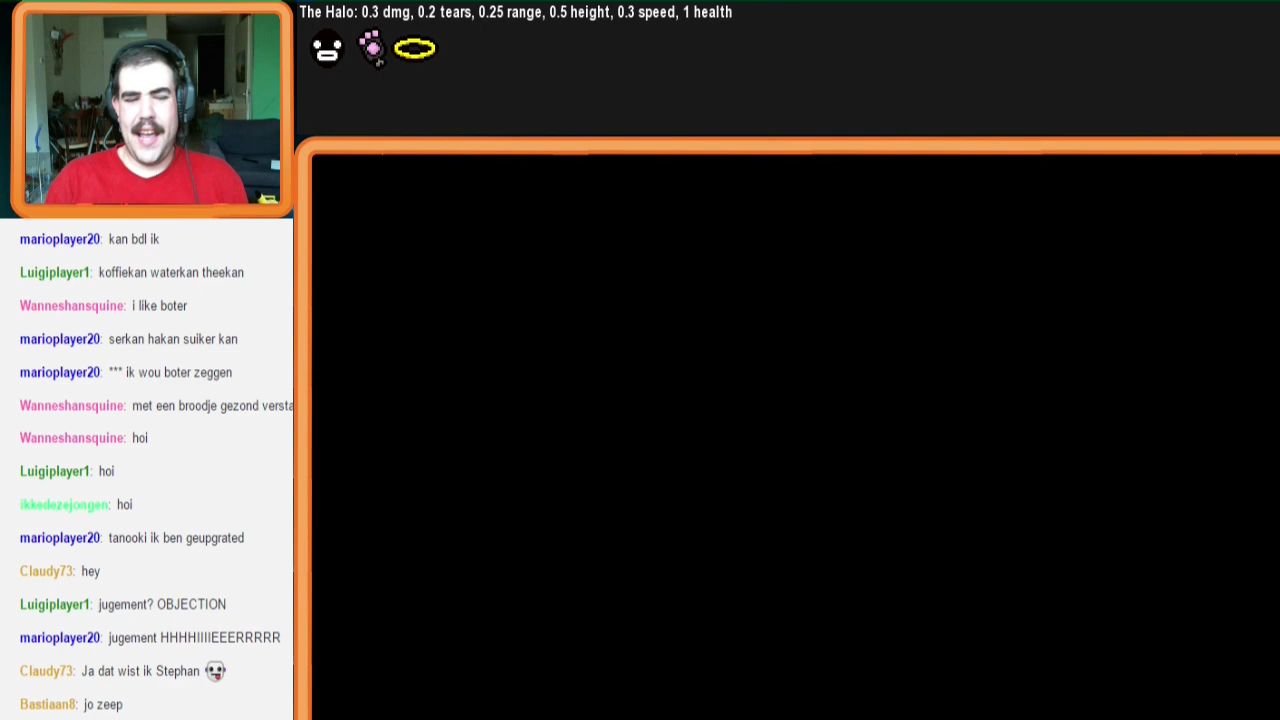 The Halo: 0.3 dmg, 0.2 tears, 0.25 range, 0.5 height, 0.3 speed, 1 health
marioplayer20: kan bdl ik
Luigiplayer1: koffiekan waterkan theekan
Wanneshansquine: i like boter
marioplayer20: serkan hakan suiker kan
marioplayer20: *** ik wou boter zeggen
Wanneshansquine: met een broodje gezond versta
Wanneshansquine: hoi
Luigiplayer1: hoi
ikkedezejongen: hoi
marioplayer20: tanooki ik ben geupgrated
Claudy73: hey
Luigiplayer1: jugement? OBJECTION
marioplayer20: jugement HHHHIIIIEEERRRRR
Claudy73: Ja dat wist ik Stephan
Bastiaan8: jo zeep